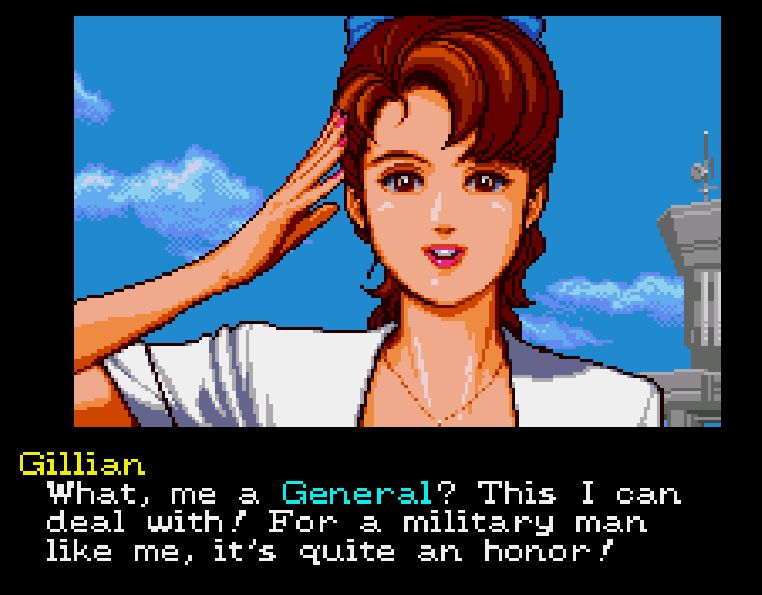 Gillian
What, me a General? This I can
deal with! For a military man
like me, it's quite an honor!